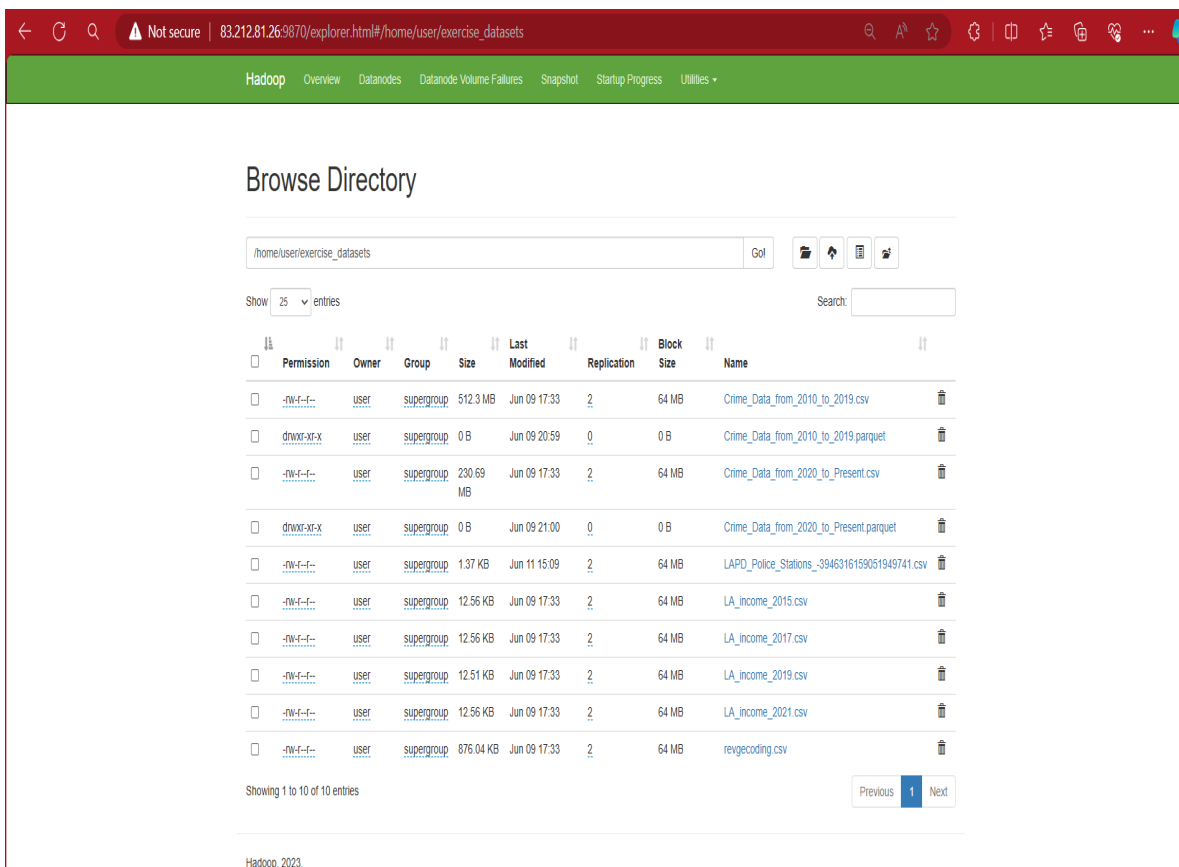 Not secure 83.212.81.26:9870/explorer.html#/home/user/exercise_datasets
Hadoop Overview Datanodes Datanode Volume Failures Snapshot Startup Progress Utilities
Browse Directory
/home/user/exercise_datasets Go!
Show 25 entries Search:
Permission Owner Group Size Last Modified Replication Block Size Name
-rw-r--r-- user supergroup 512.3 MB Jun 09 17:33 2 64 MB Crime_Data_from_2010_to_2019.csv
drwxr-xr-x user supergroup 0 B Jun 09 20:59 0 0 B Crime_Data_from_2010_to_2019.parquet
-rw-r--r-- user supergroup 230.69 MB Jun 09 17:33 2 64 MB Crime_Data_from_2020_to_Present.csv
drwxr-xr-x user supergroup 0 B Jun 09 21:00 0 0 B Crime_Data_from_2020_to_Present.parquet
-rw-r--r-- user supergroup 1.37 KB Jun 11 15:09 2 64 MB LAPD_Police_Stations_-3946316159051949741.csv
-rw-r--r-- user supergroup 12.56 KB Jun 09 17:33 2 64 MB LA_income_2015.csv
-rw-r--r-- user supergroup 12.56 KB Jun 09 17:33 2 64 MB LA_income_2017.csv
-rw-r--r-- user supergroup 12.51 KB Jun 09 17:33 2 64 MB LA_income_2019.csv
-rw-r--r-- user supergroup 12.56 KB Jun 09 17:33 2 64 MB LA_income_2021.csv
-rw-r--r-- user supergroup 876.04 KB Jun 09 17:33 2 64 MB revgecoding.csv
Showing 1 to 10 of 10 entries Previous 1 Next
Hadoop, 2023.